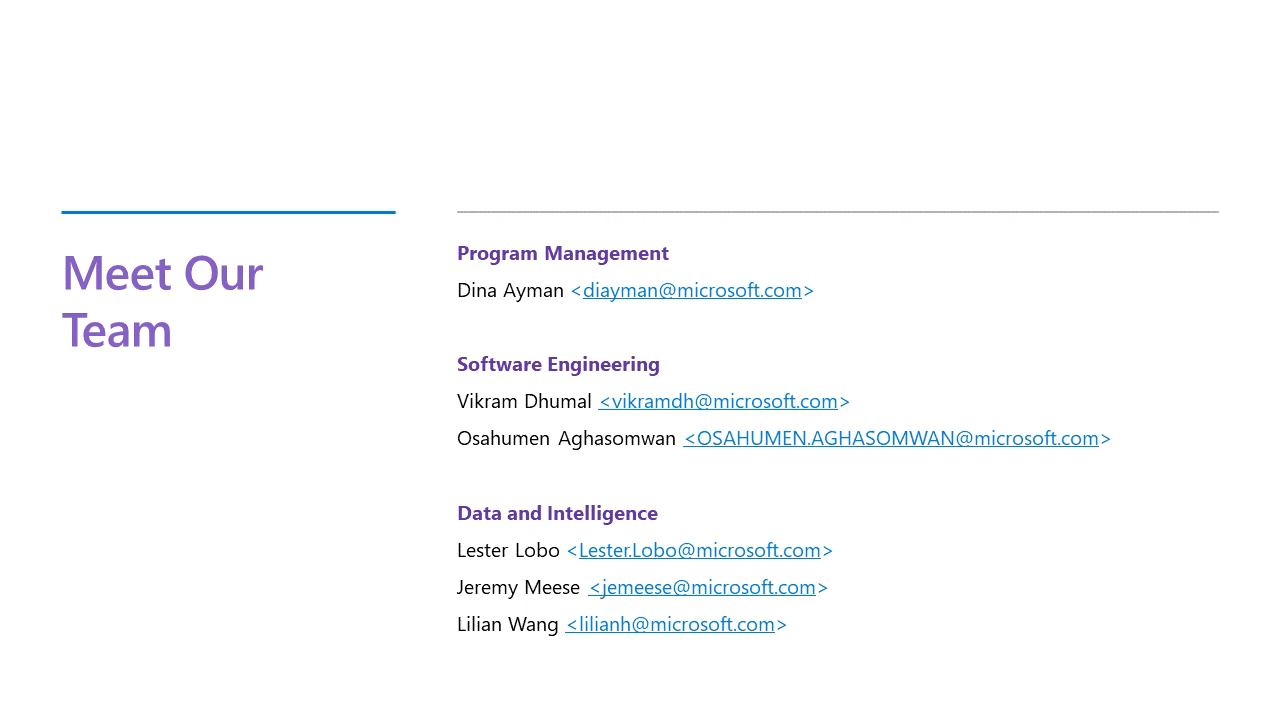 Meet Our
Team
Program Management
Dina Ayman <diayman@microsoft.com>
Software Engineering
Vikram Dhumal <vikramdh@microsoft.com>
Osahumen Aghasomwan <OSAHUMEN.AGHASOMWAN@microsoft.com>
Data and Intelligence
Lester Lobo <Lester.Lobo@microsoft.com>
Jeremy Meese <jemeese@microsoft.com>
Lilian Wang <lilianh@microsoft.com>